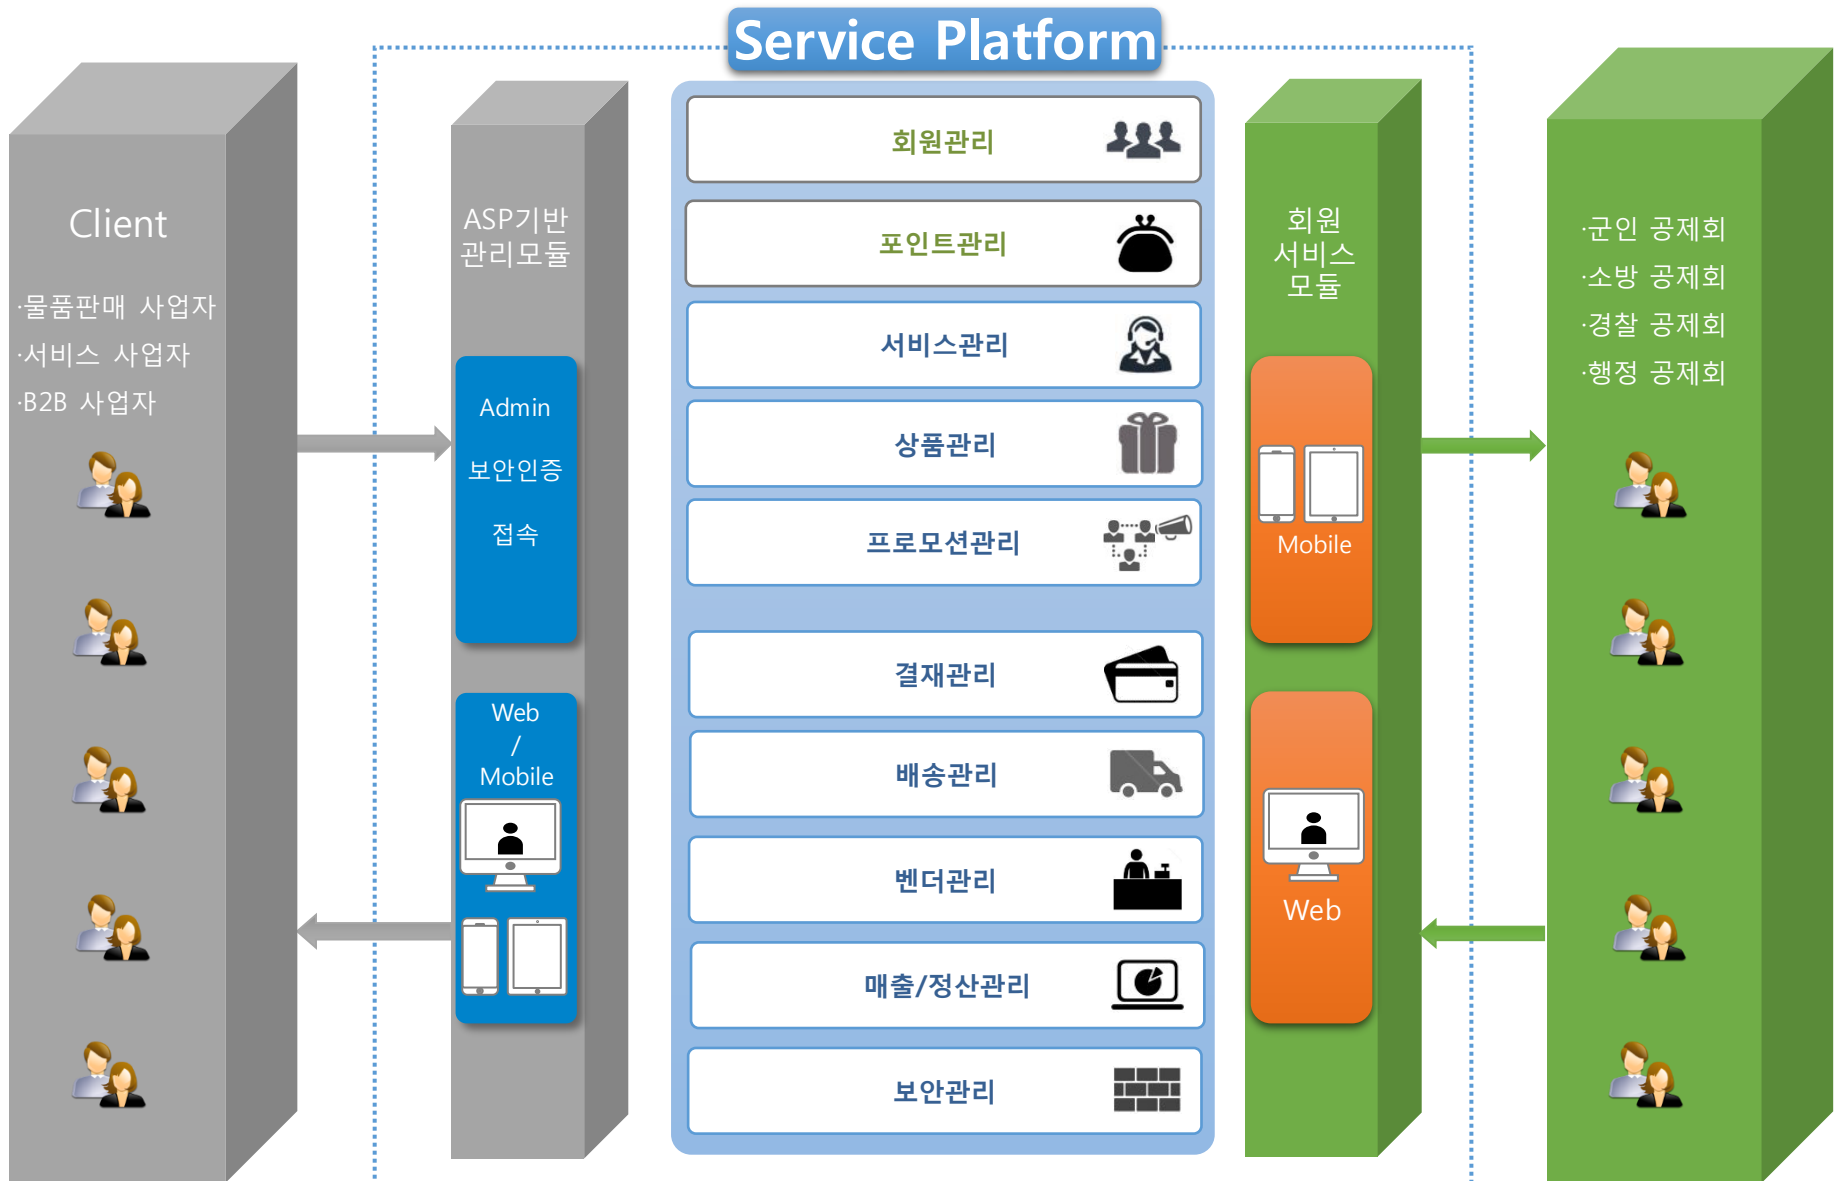 Service Platform
Client
·물품판매 사업자
·서비스 사업자
·B2B 사업자
ASP기반
관리모듈
Admin
보안인증
접속
Web
/
Mobile
회원관리
포인트관리
서비스관리
상품관리
프로모션관리
결재관리
배송관리
벤더관리
매출/정산관리
보안관리
회원
서비스
모듈
Mobile
Web
·군인 공제회
·소방 공제회
·경찰 공제회
·행정 공제회